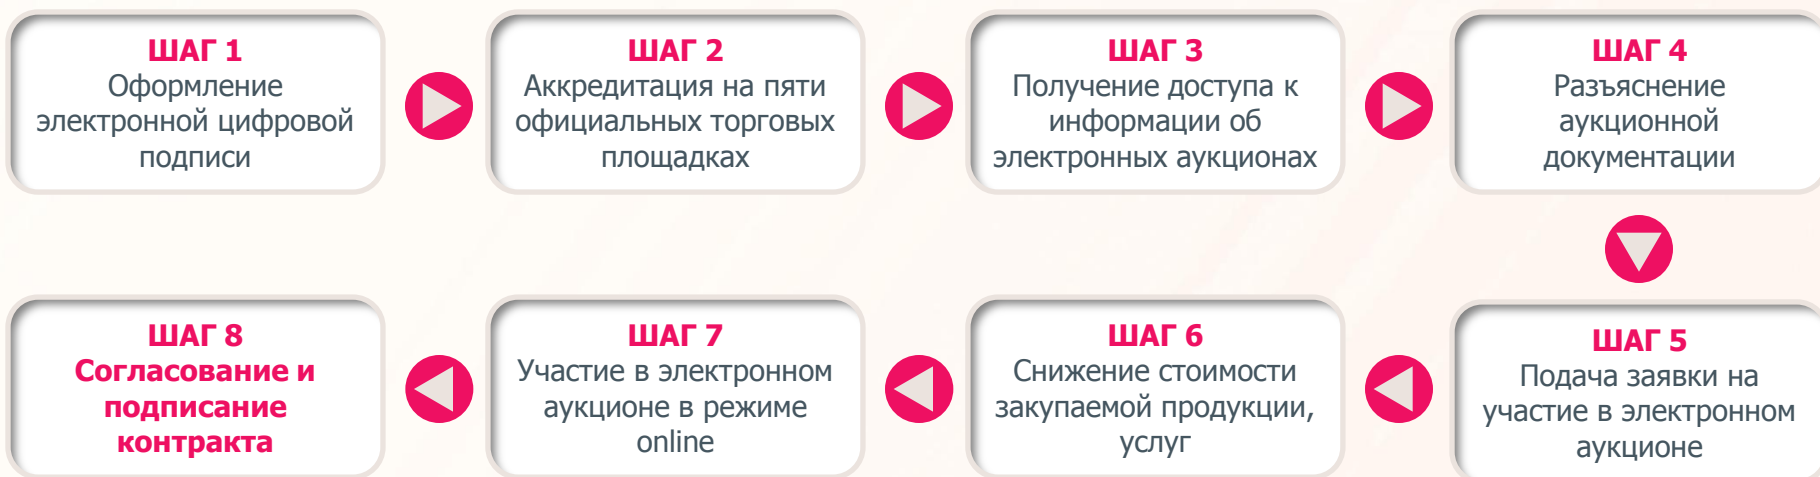 ШАГ 1
Оформление
электронной цифровой
подписи
ШАГ 2
Аккредитация на пяти
официальных торговых
площадках
ШАГ 3
Получение доступа к
информации об
электронных аукционах
ШАГ 4
Разъяснение
аукционной
документации
ШАГ 5
Подача заявки на
участие в электронном
аукционе
ШАГ 6
Снижение стоимости
закупаемой продукции,
услуг
ШАГ 7
Участие в электронном
аукционе в режиме
online
ШАГ 8
Согласование и
подписание
контракта